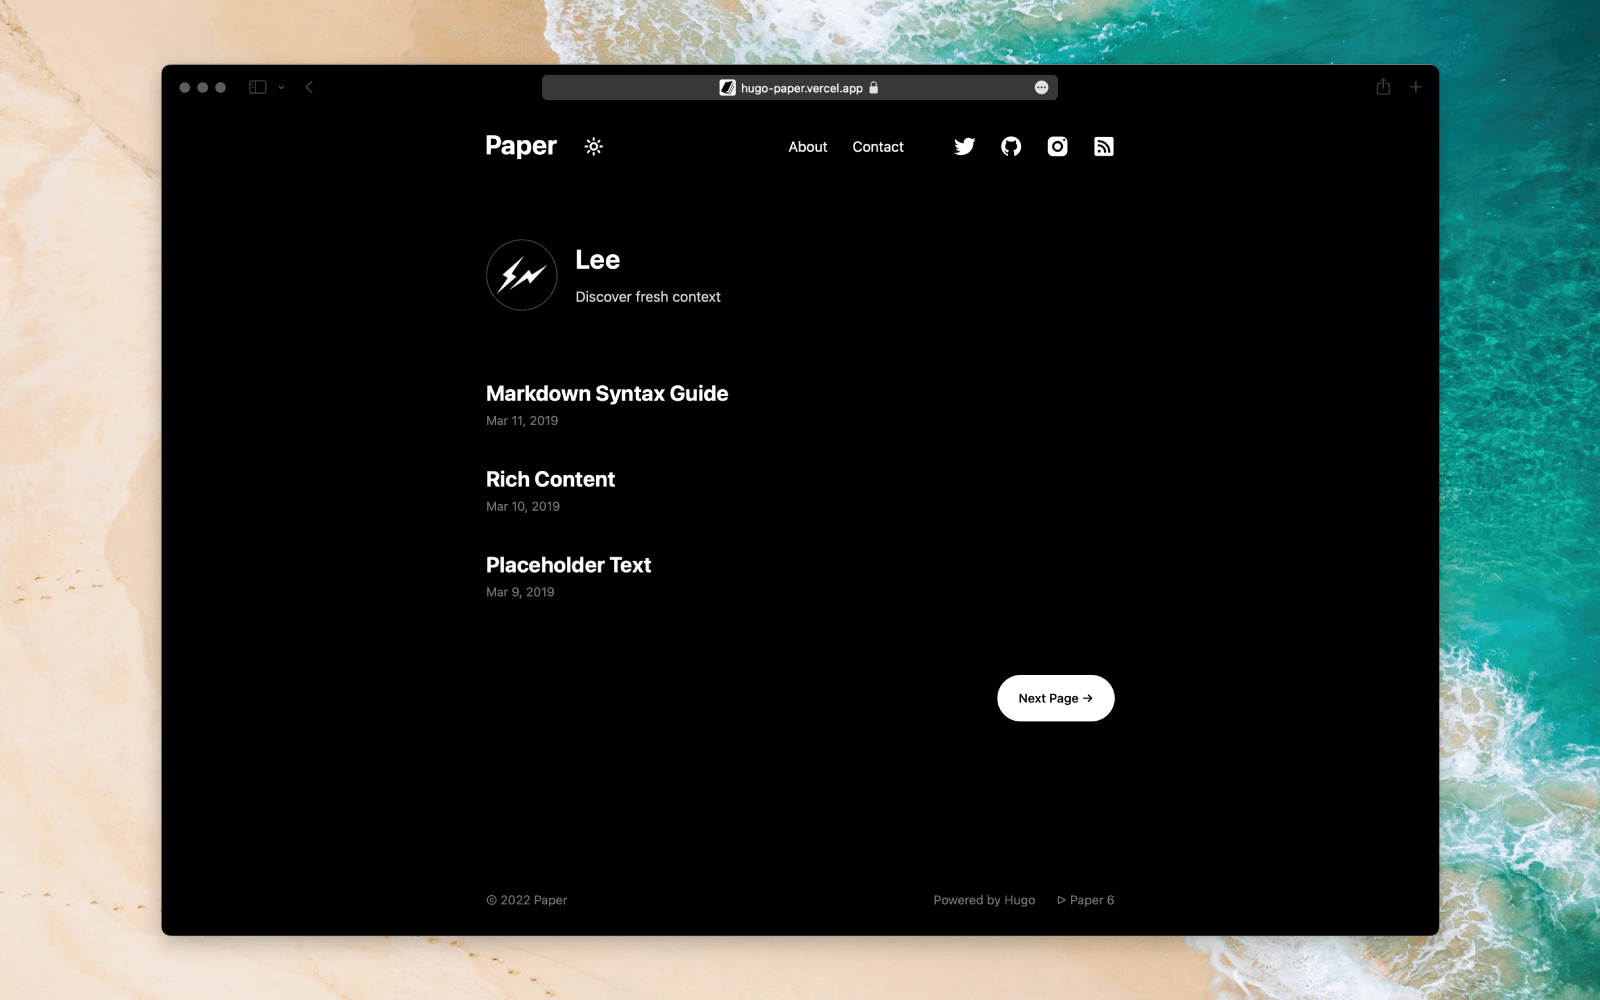 hugo-paper.vercel.app
Paper
About Contact
Lee
Discover fresh context
Markdown Syntax Guide
Mar 11, 2019
Rich Content
Mar 10, 2019
Placeholder Text
Mar 9, 2019
Next Page →
© 2022 Paper
Powered by Hugo ▷ Paper 6